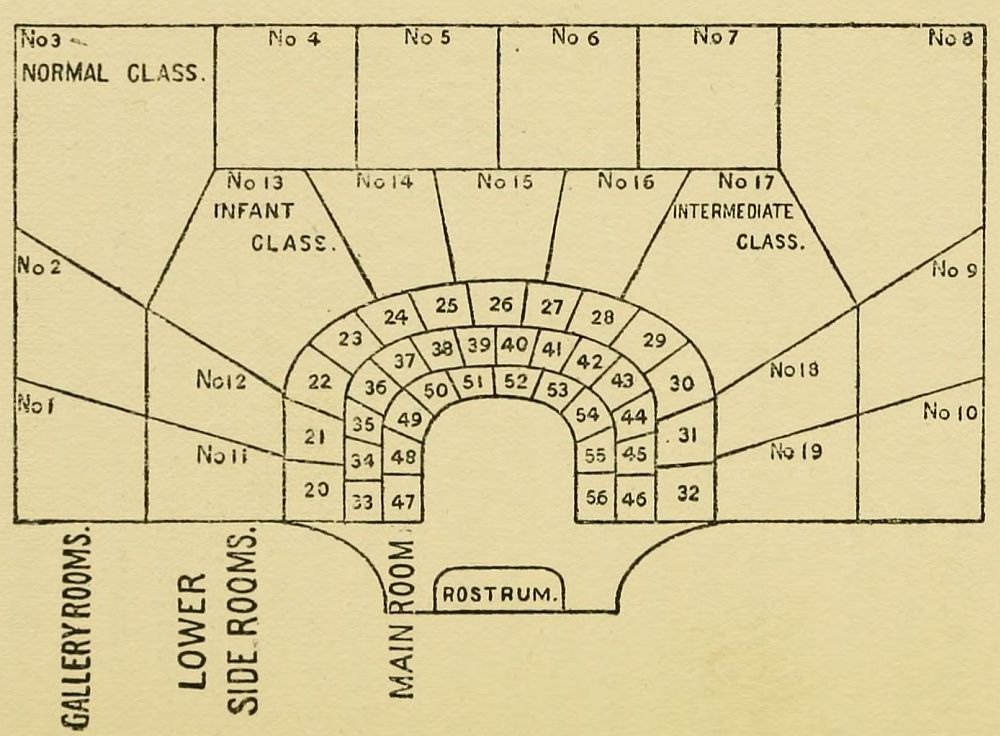 No 3
NORMAL CLASS.
No 4
No 5
No 6
No 7
No 8
No 13
INFANT
CLASS.
No 14
No 15
No 16
No 17
INTERMEDIATE
CLASS.
No 2
No 9
No 12
No 18
No 1
No 10
No 11
No 19
20
21
22
23
24
25
26
27
28
29
30
31
32
33
34
35
36
37
38
39
40
41
42
43
44
45
46
47
48
49
50
51
52
53
54
55
56
ROSTRUM.
GALLERY ROOMS.
LOWER
SIDE ROOMS.
MAIN ROOM